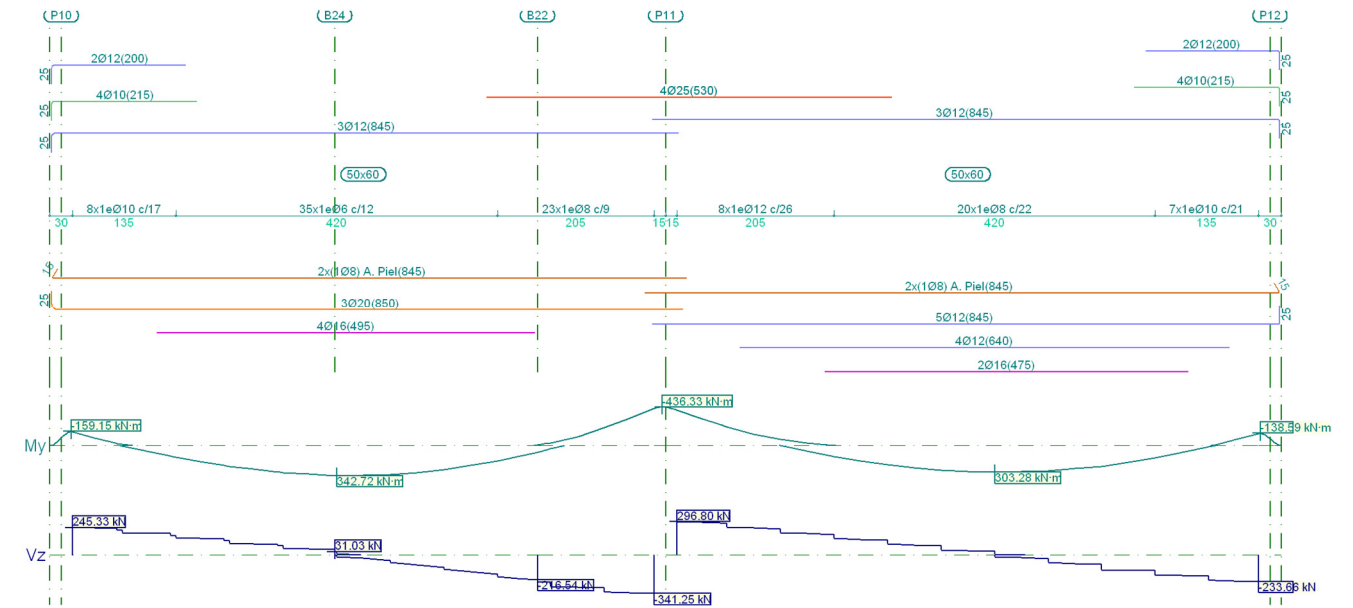 P10 B24 B22 P11 P12
2Ø12(200) 2Ø12(200)
25 25
4Ø10(215) 4Ø25(530) 4Ø10(215)
25 25
3Ø12(845) 3Ø12(845)
25 25
50x60 50x60
8x1eØ10 c/17 35x1eØ6 c/12 23x1eØ8 c/9 8x1eØ12 c/26 20x1eØ8 c/22 7x1eØ10 c/21
30 135 420 205 1515 205 420 135 30
15 2x(1Ø8) A. Piel(845)
2x(1Ø8) A. Piel(845) 15
25 3Ø20(850)
5Ø12(845) 25
4Ø16(495)
4Ø12(640)
2Ø16(475)
-159.15 kN·m -436.33 kN·m -138.59 kN·m
My
342.72 kN·m 303.28 kN·m
245.33 kN 296.80 kN
31.03 kN
Vz
-216.54 kN -233.66 kN
-341.25 kN